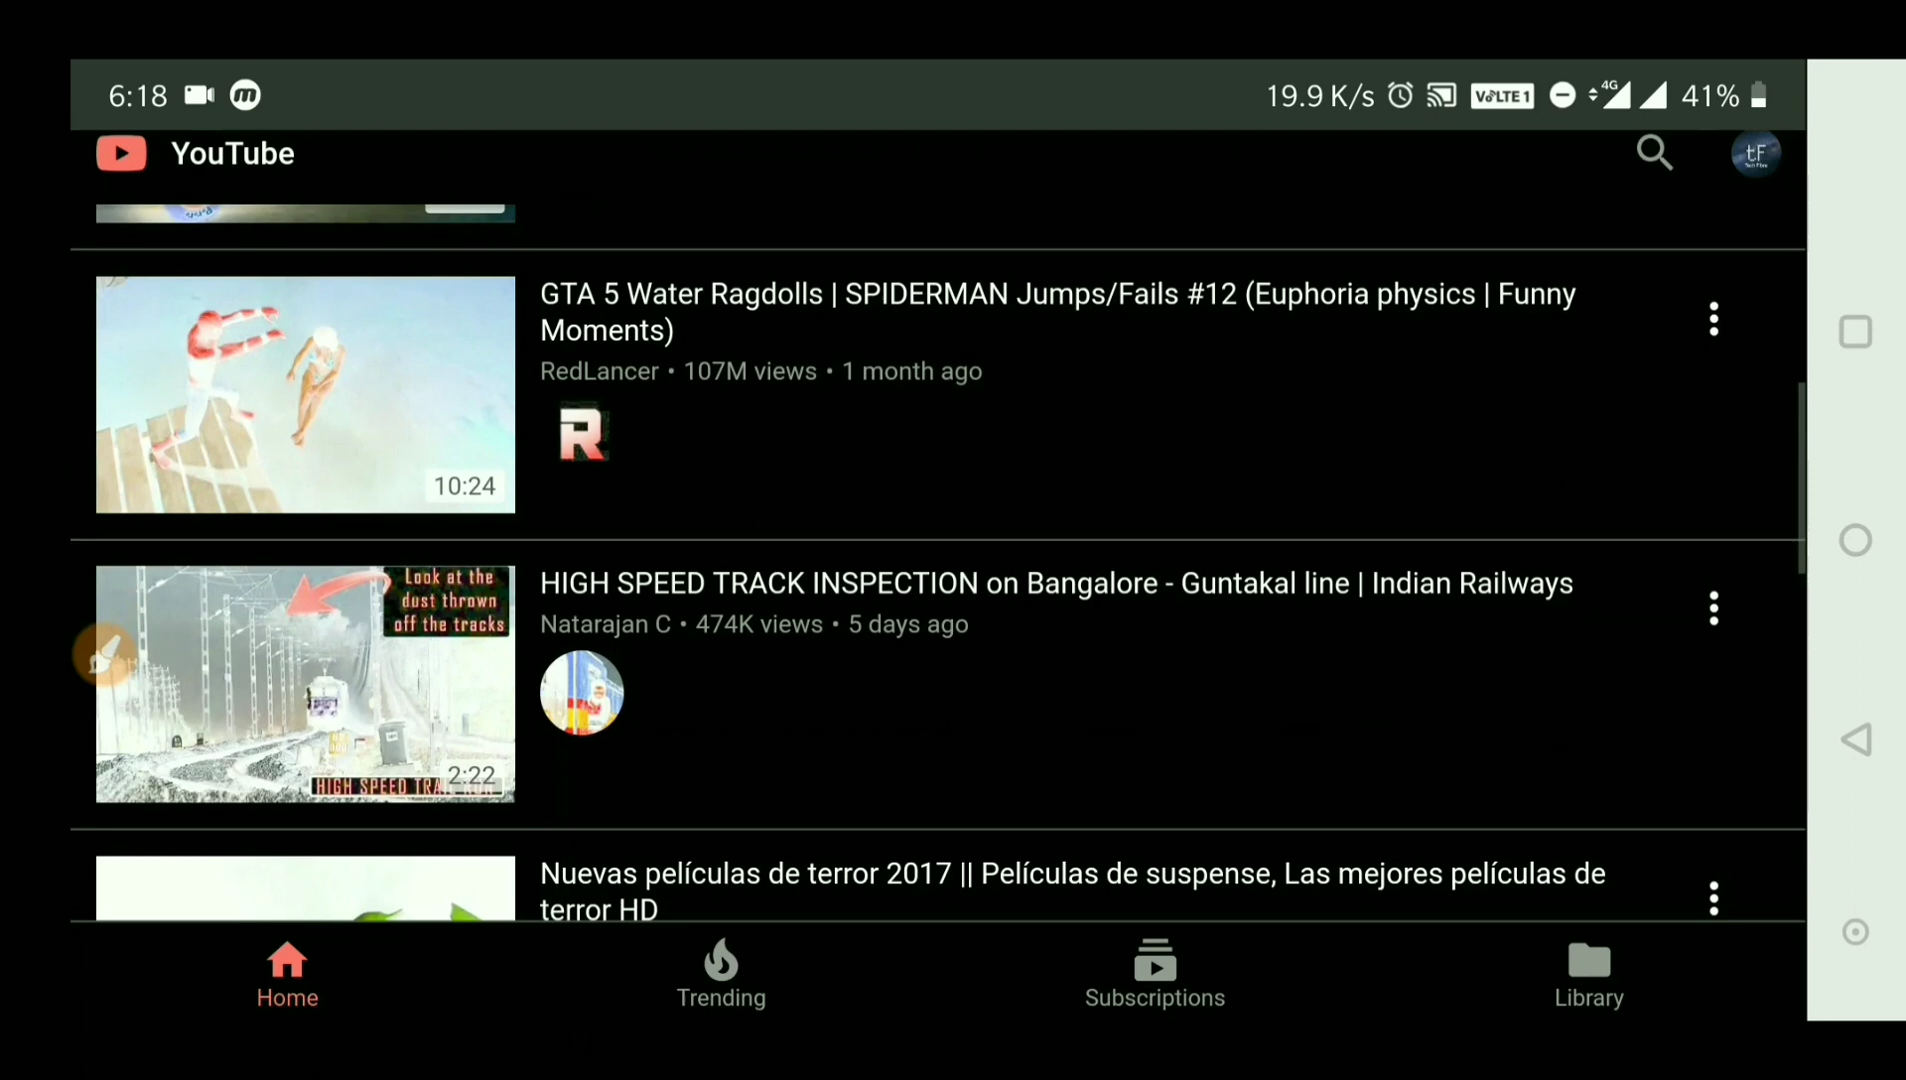 6:18 m 19.9 K/s VoLTE 1 4G 41%
YouTube
tF
GTA 5 Water Ragdolls | SPIDERMAN Jumps/Fails #12 (Euphoria physics | Funny
Moments)
RedLancer • 107M views • 1 month ago
R
10:24
Look at the
dust thrown
off the tracks
HIGH SPEED TRACK INSPECTION on Bangalore - Guntakal line | Indian Railways
Natarajan C • 474K views • 5 days ago
2:22
HIGH SPEED
Nuevas películas de terror 2017 || Películas de suspense, Las mejores películas de
terror HD
Home Trending Subscriptions Library